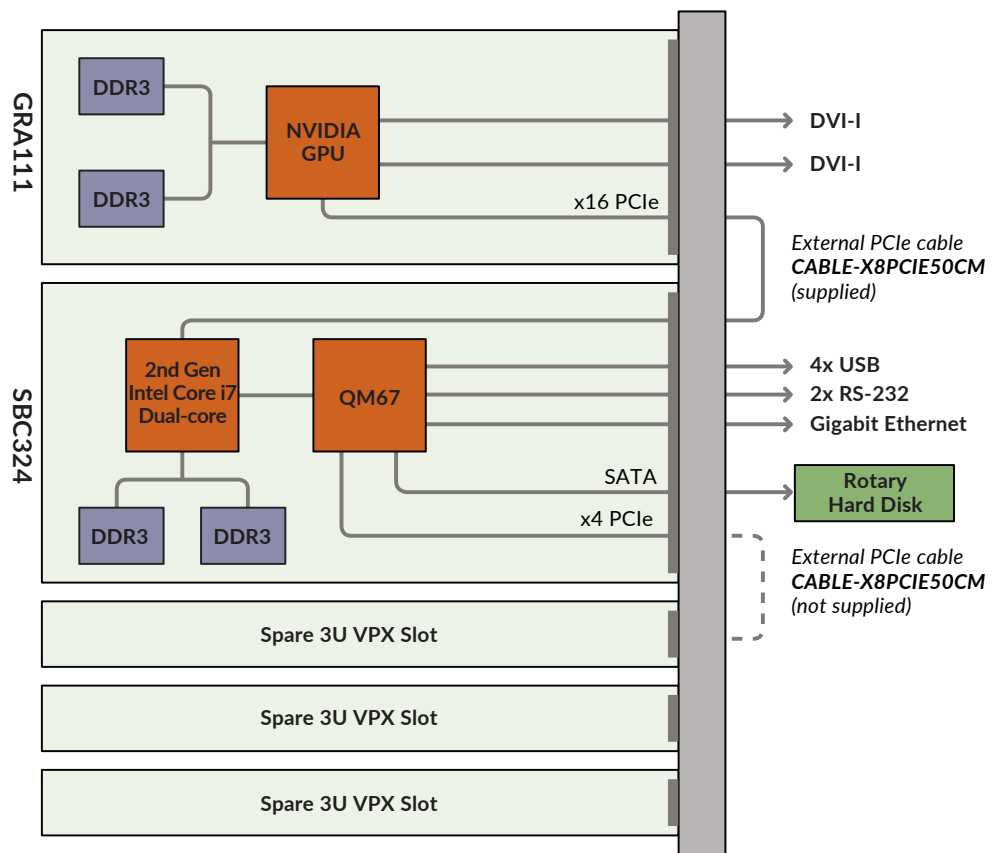 GRA111
DDR3
DDR3
NVIDIA
GPU
x16 PCIe
DVI-I
DVI-I
External PCIe cable
CABLE-X8PCIE50CM
(supplied)
SBC324
2nd Gen
Intel Core i7
Dual-core
QM67
DDR3
DDR3
SATA
x4 PCIe
4x USB
2x RS-232
Gigabit Ethernet
Rotary
Hard Disk
External PCIe cable
CABLE-X8PCIE50CM
(not supplied)
Spare 3U VPX Slot
Spare 3U VPX Slot
Spare 3U VPX Slot